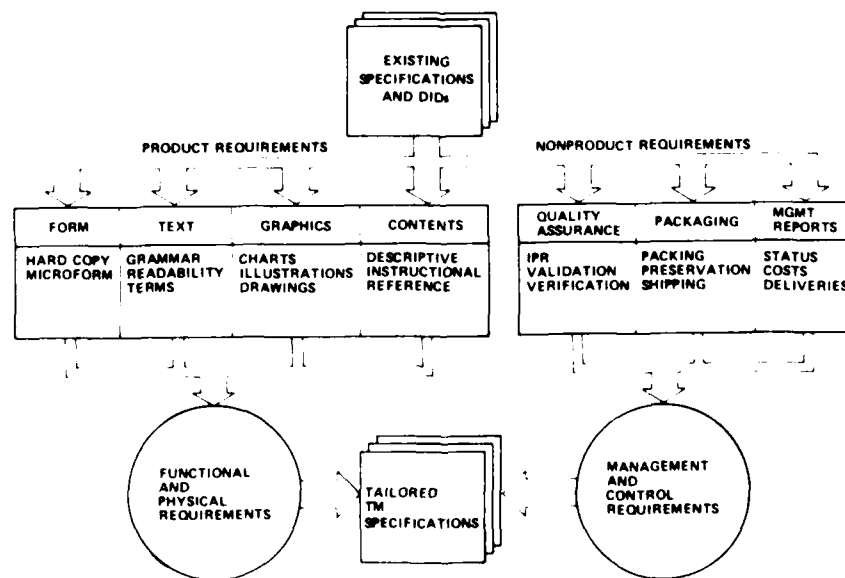 EXISTING
SPECIFICATIONS
AND DIDs
PRODUCT REQUIREMENTS
NONPRODUCT REQUIREMENTS
FORM
TEXT
GRAPHICS
CONTENTS
HARD COPY
MICROFORM
GRAMMAR
READABILITY
TERMS
CHARTS
ILLUSTRATIONS
DRAWINGS
DESCRIPTIVE
INSTRUCTIONAL
REFERENCE
QUALITY
ASSURANCE
PACKAGING
MGMT
REPORTS
IPR
VALIDATION
VERIFICATION
PACKING
PRESERVATION
SHIPPING
STATUS
COSTS
DELIVERIES
FUNCTIONAL
AND
PHYSICAL
REQUIREMENTS
TAILORED
TM
SPECIFICATIONS
MANAGEMENT
AND
CONTROL
REQUIREMENTS